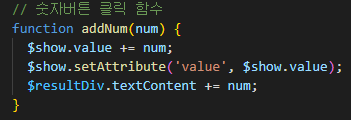 // 숫자버튼 클릭 함수
function addNum(num) {
  $show.value += num;
  $show.setAttribute('value', $show.value);
  $resultDiv.textContent += num;
}